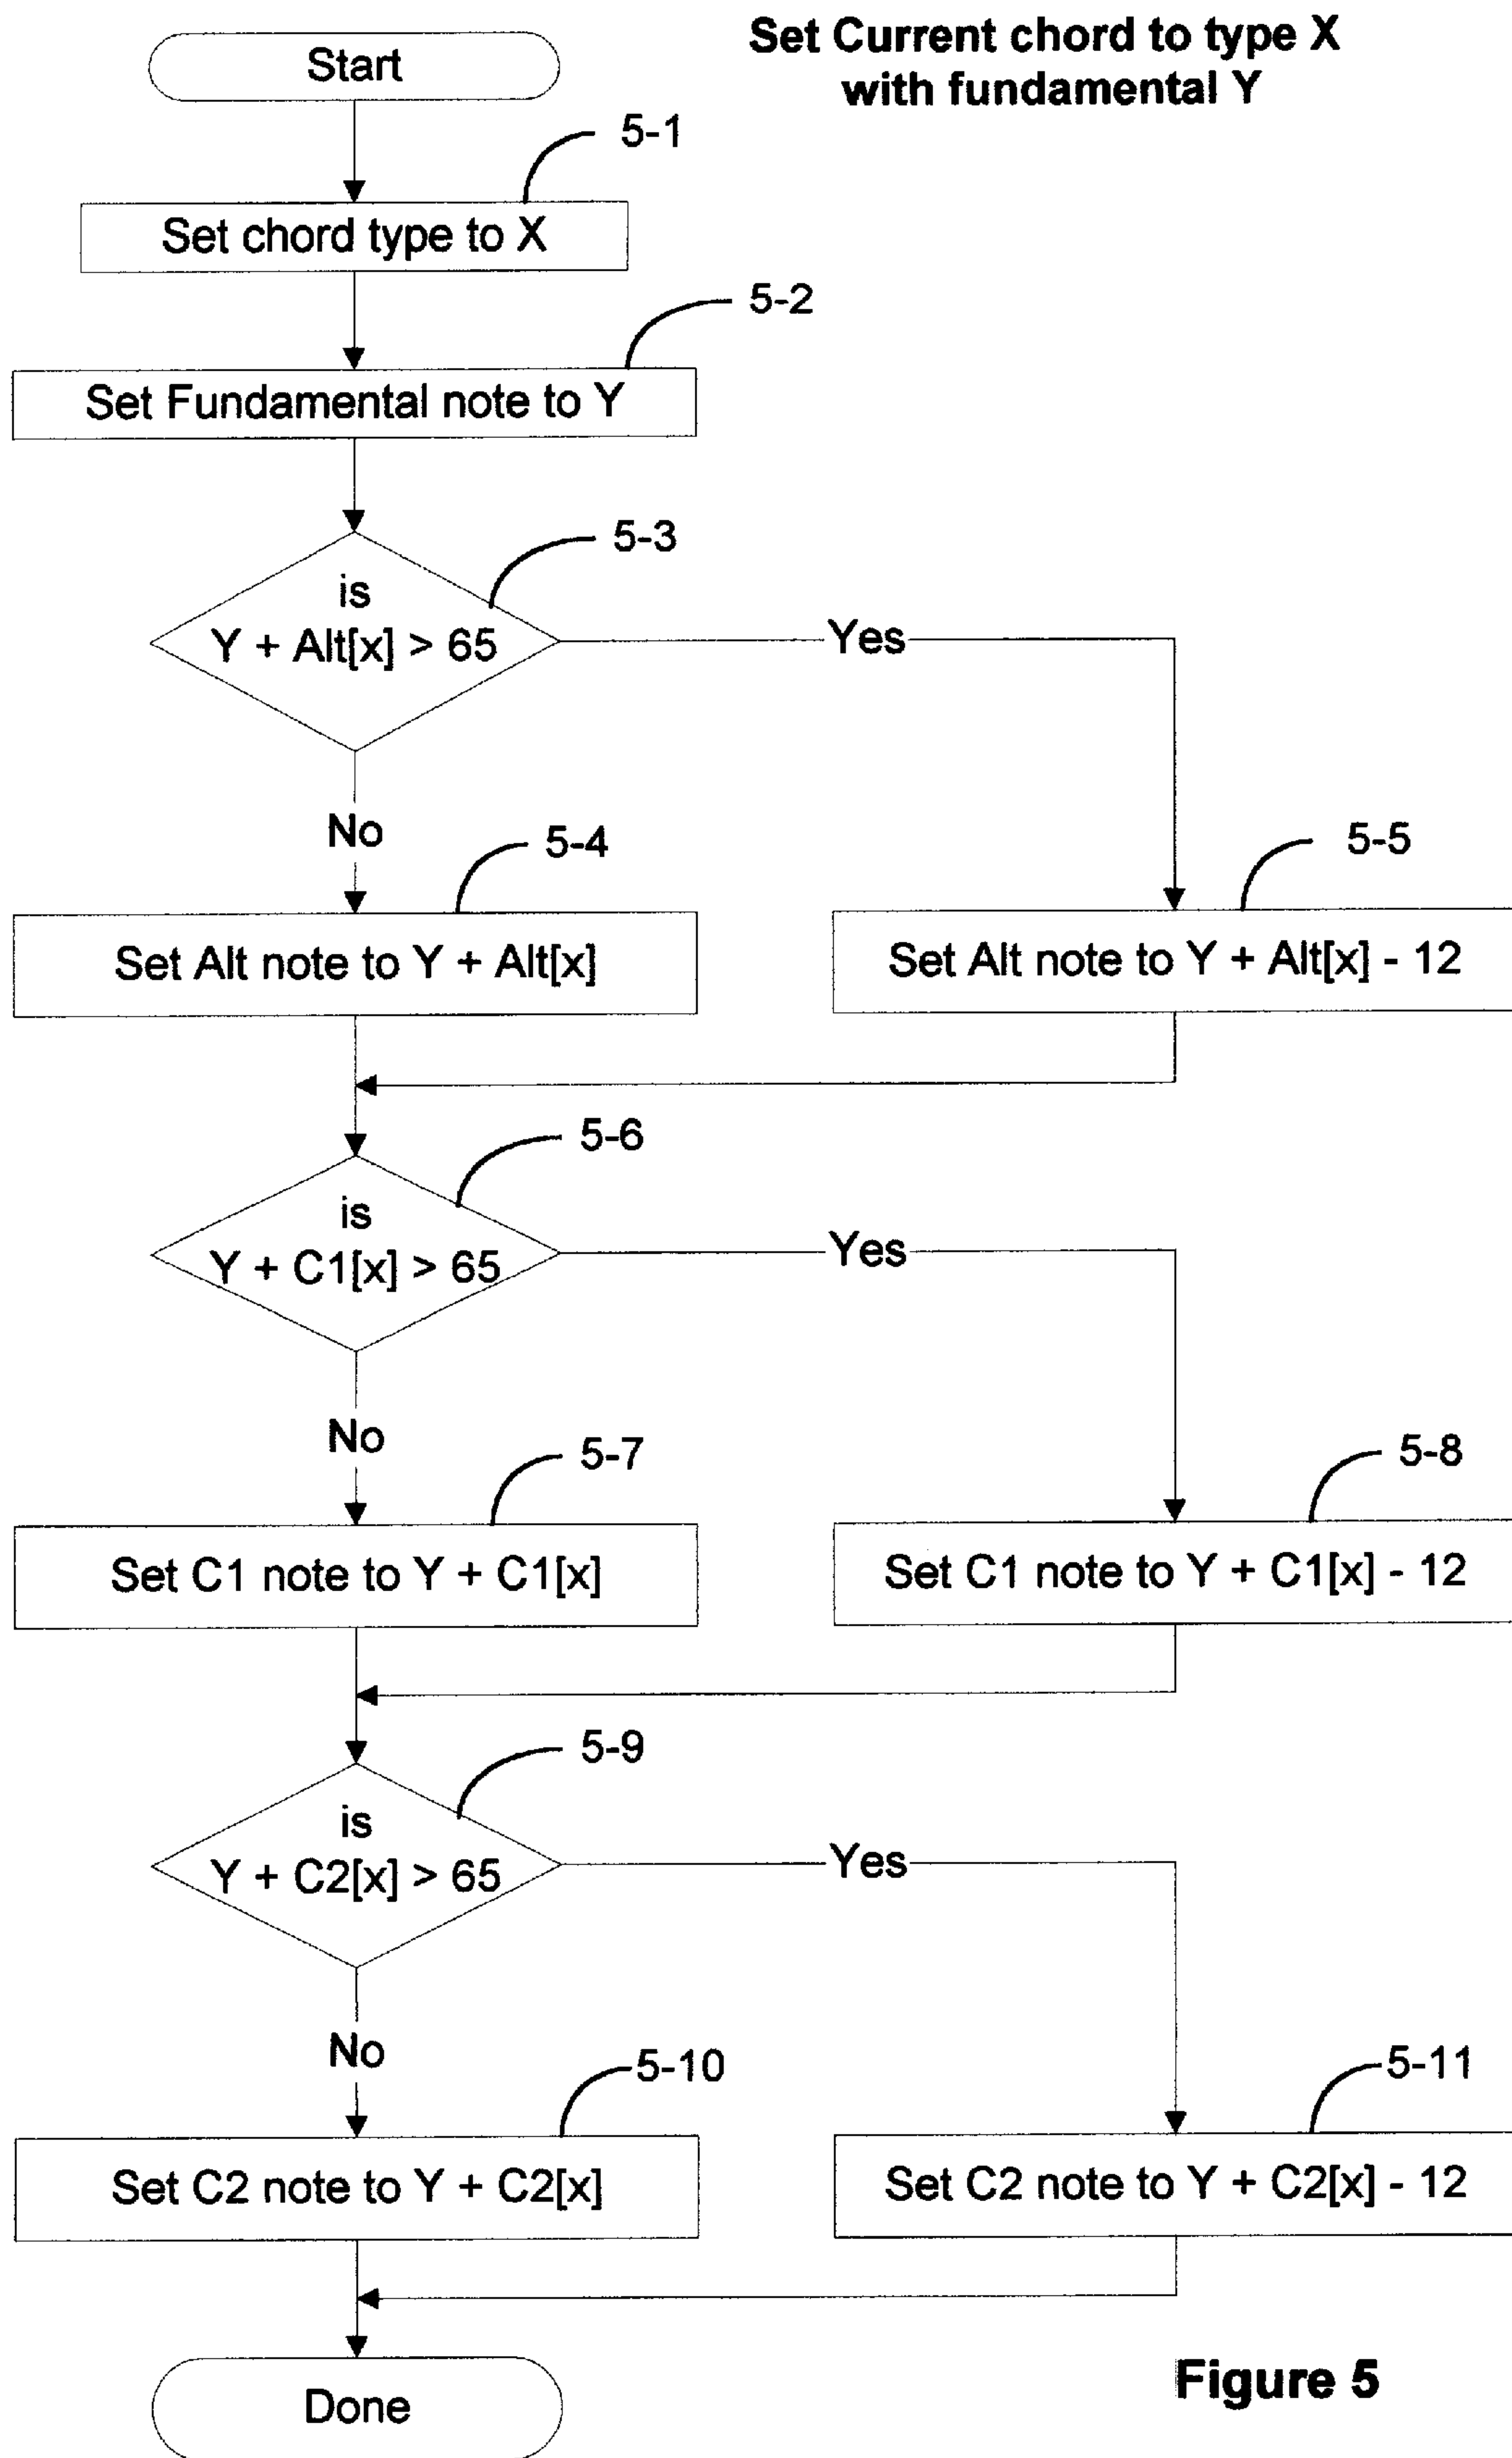 Set Current chord to type X
with fundamental Y
Start
5-1
Set chord type to X
5-2
Set Fundamental note to Y
5-3
is
Y + Alt[x] > 65
Yes
No
5-4
5-5
Set Alt note to Y + Alt[x]
Set Alt note to Y + Alt[x] - 12
5-6
is
Y + C1[x] > 65
Yes
No
5-7
5-8
Set C1 note to Y + C1[x]
Set C1 note to Y + C1[x] - 12
5-9
is
Y + C2[x] > 65
Yes
No
5-10
5-11
Set C2 note to Y + C2[x]
Set C2 note to Y + C2[x] - 12
Done
Figure 5